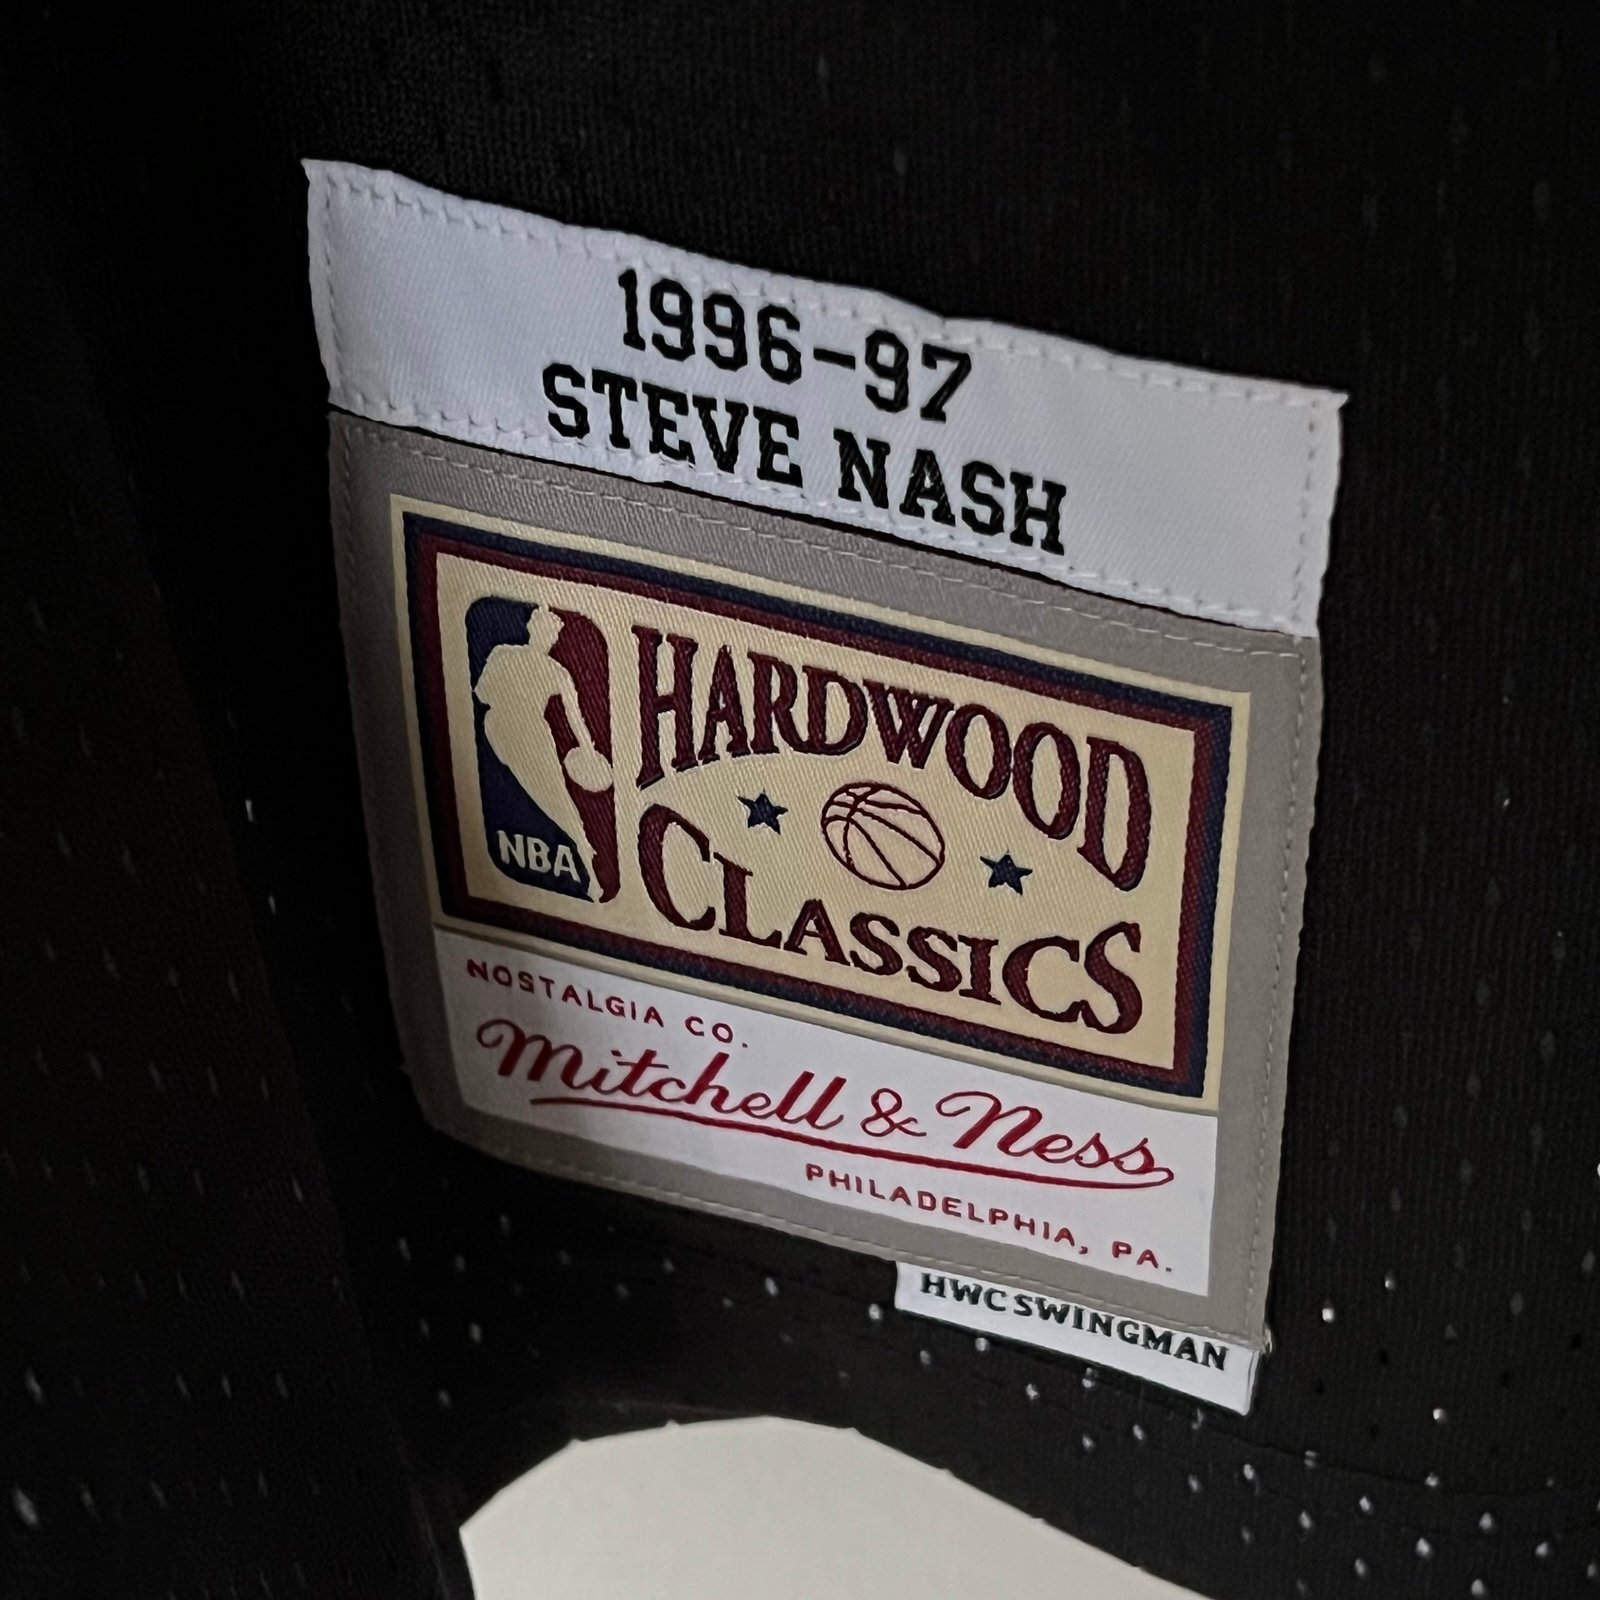 1996-97
STEVE NASH
NBA
HARDWOOD
CLASSICS
NOSTALGIA CO.
Mitchell & Ness
PHILADELPHIA, PA.
HWC SWINGMAN